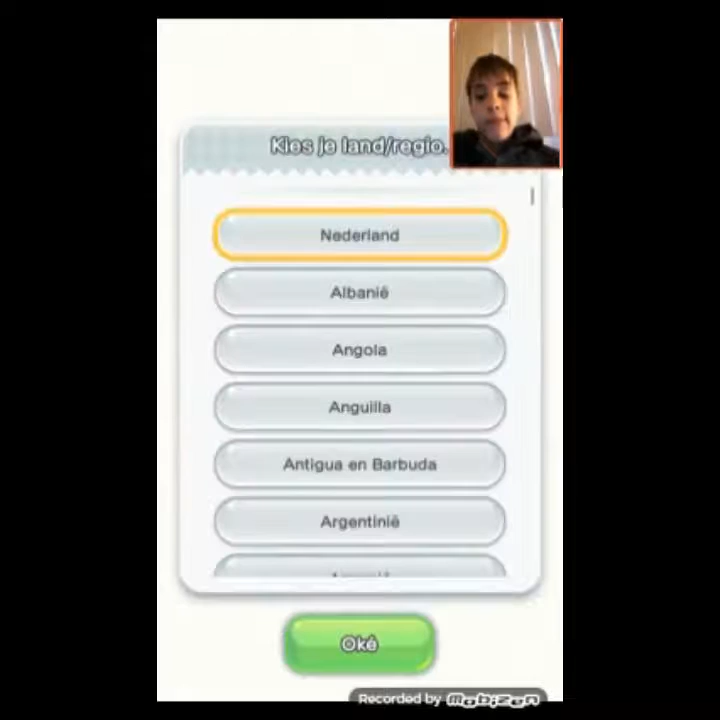 Kies je land/regio.
Nederland
Albanië
Angola
Anguilla
Antigua en Barbuda
Argentinië
Oké
Recorded by mobizen